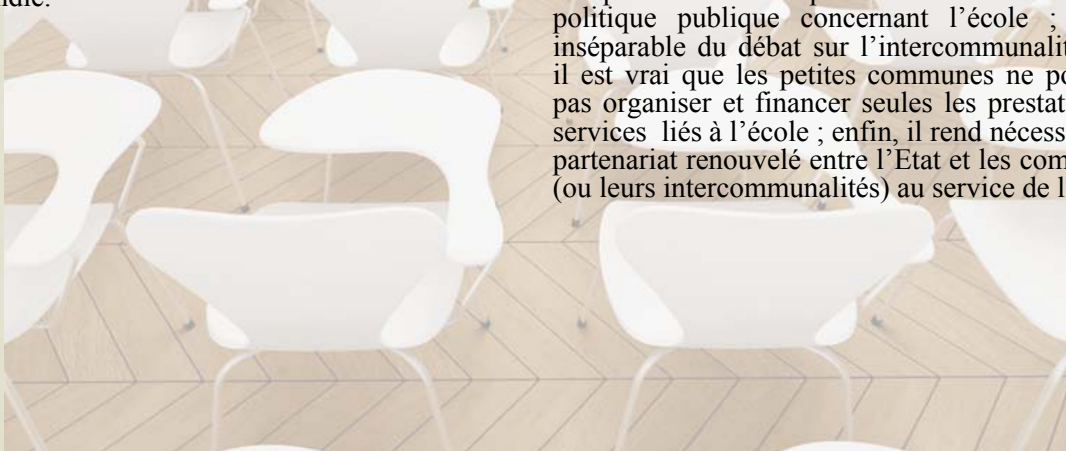 politique publique concernant l’école ;
inséparable du débat sur l’intercommunalit
il est vrai que les petites communes ne po
pas organiser et financer seules les prestat
services liés à l’école ; enfin, il rend nécess
partenariat renouvelé entre l’Etat et les com
(ou leurs intercommunalités) au service de l